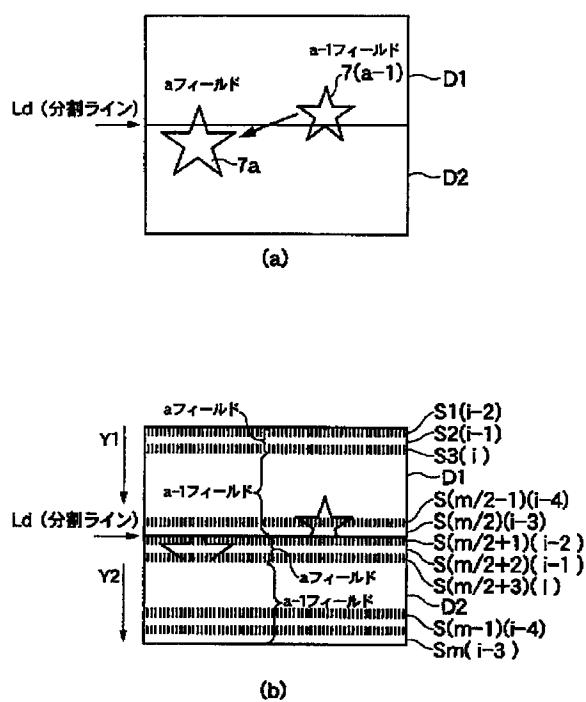 a-1フィールド
7(a-1)
aフィールド
D1
Ld (分割ライン)
7a
D2
(a)
aフィールド
S1(i-2)
S2(i-1)
S3(i)
Y1
D1
a-1フィールド
S(m/2-1)(i-4)
S(m/2)(i-3)
Ld (分割ライン)
S(m/2+1)(i-2)
S(m/2+2)(i-1)
aフィールド
S(m/2+3)(i)
Y2
a-1フィールド
D2
S(m-1)(i-4)
Sm(i-3)
(b)